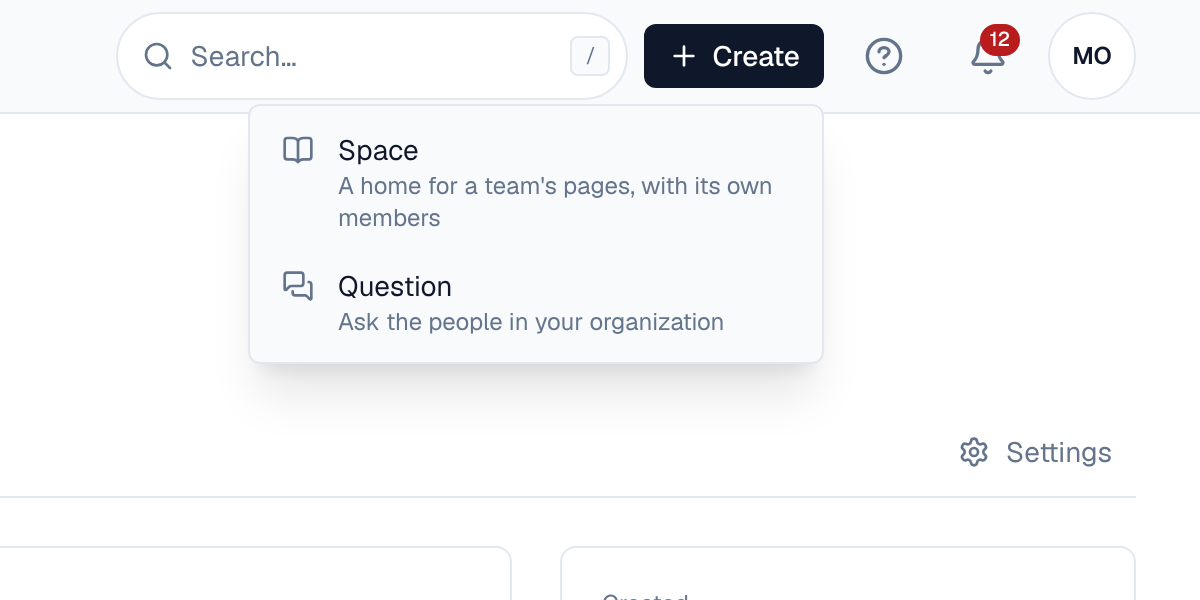 Search...
/
Create
12
MO
Space
A home for a team's pages, with its own
members
Question
Ask the people in your organization
Settings
Created